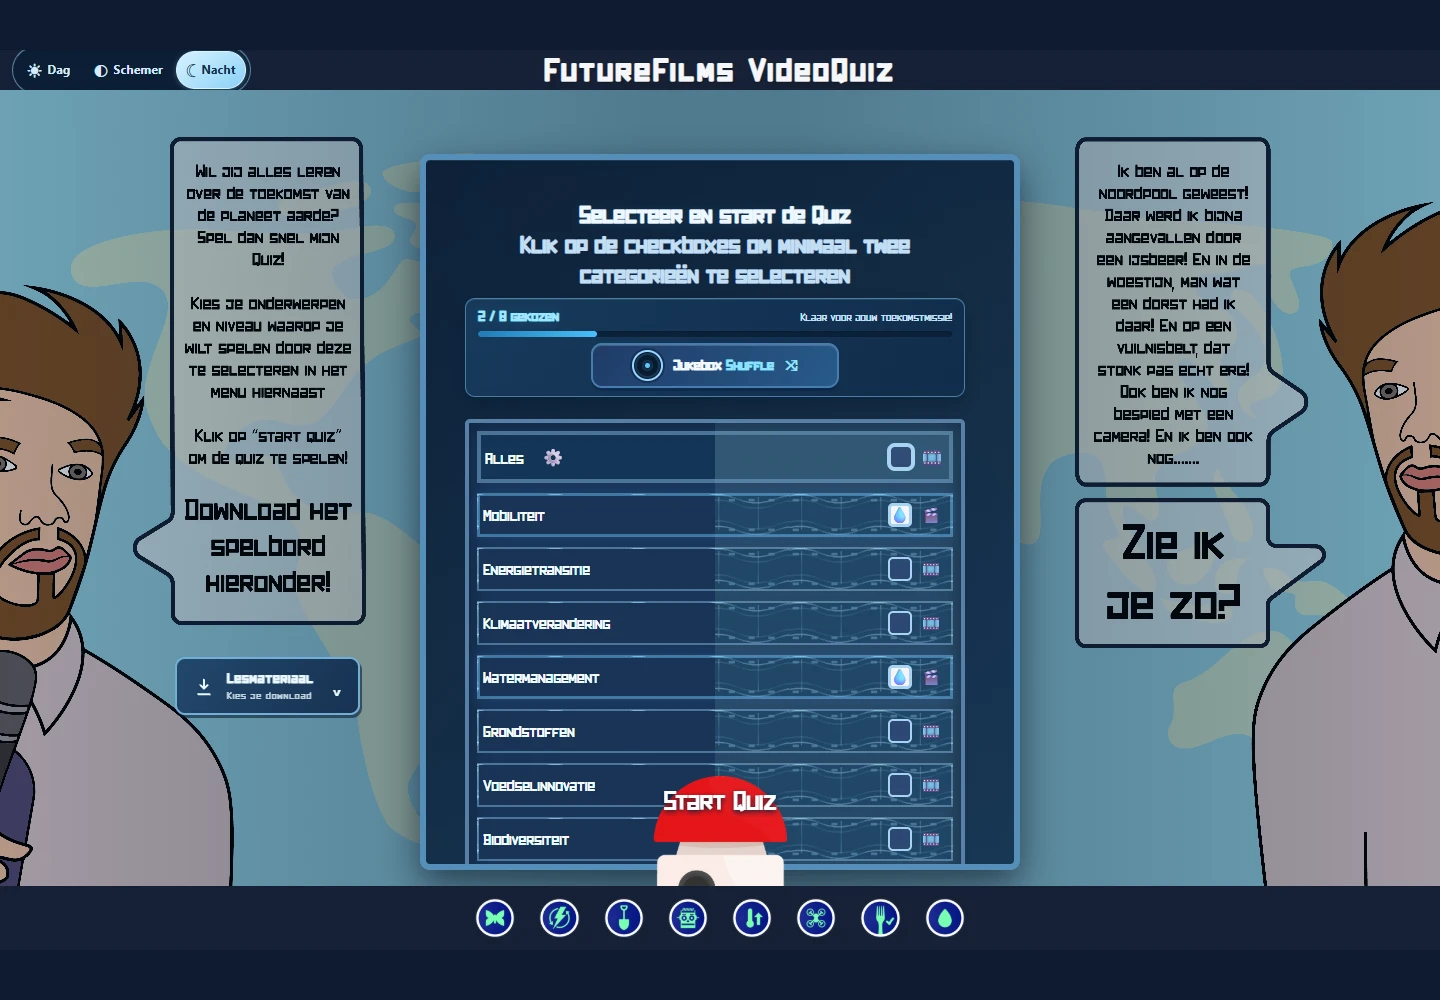 Dag
Schemer
Nacht
FutureFilms VideoQuiz
Wil jij alles leren
over de toekomst van
de planeet aarde?
Spel dan snel mijn
Quiz!
Kies je onderwerpen
en niveau waarop je
wilt spelen door deze
te selecteren in het
menu hiernaast
Klik op "start quiz"
om de quiz te spelen!
Download het
spelbord
hieronder!
Lesmateriaal
Kies je download
v
Selecteer en start de Quiz
Klik op de checkboxes om minimaal twee
categorieën te selecteren
2 / 8 gekozen
Klaar voor jouw toekomstmissie!
Jukebox Shuffle
Alles
Mobiliteit
Energietransitie
Klimaatverandering
Watermanagement
Grondstoffen
Voedselinnovatie
Biodiversiteit
Start Quiz
Ik ben al op de
noordpool geweest!
Daar werd ik bijna
aangevallen door
een ijsbeer! En in de
woestijn, man wat
een dorst had ik
daar! En op een
vuilnisbelt, dat
stonk pas echt erg!
Ook ben ik nog
bespied met een
camera! En ik ben ook
nog.......
Zie ik
je zo?